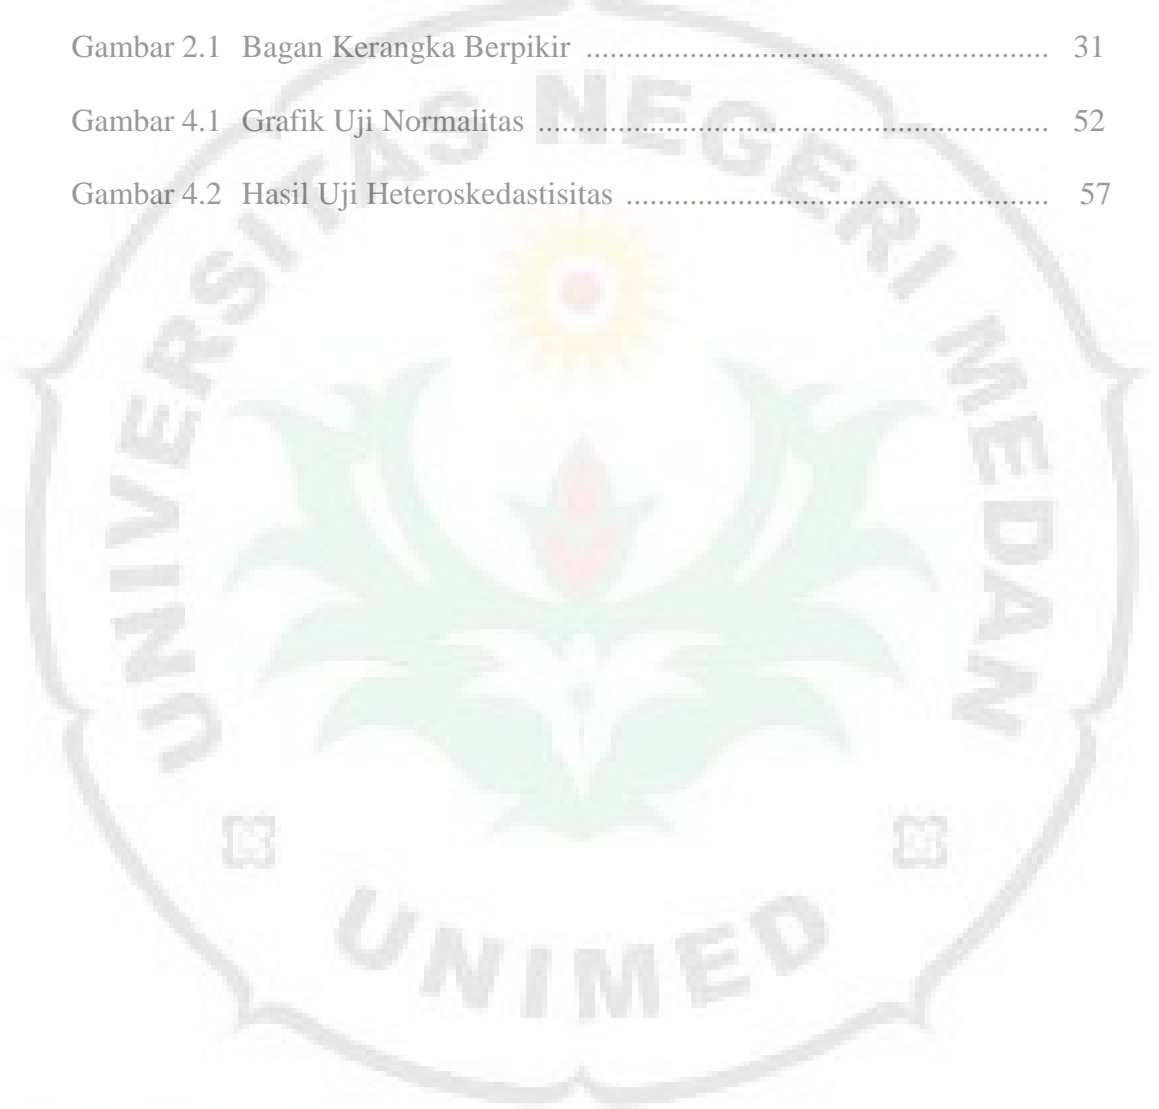 Gambar 2.1 Bagan Kerangka Berpikir ......................................................... 31
Gambar 4.1 Grafik Uji Normalitas ............................................................... 52
Gambar 4.2 Hasil Uji Heteroskedastisitas .................................................... 57
UNIVERSITAS NEGERI MEDAN
UNIMED